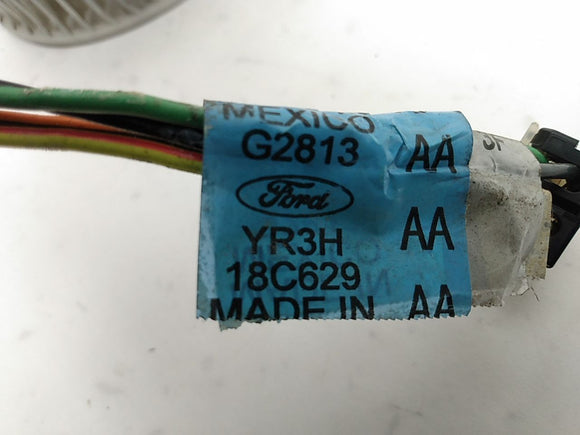 MEXICO
G2813 AA
Ford
YR3H AA
18C629
MADE IN AA